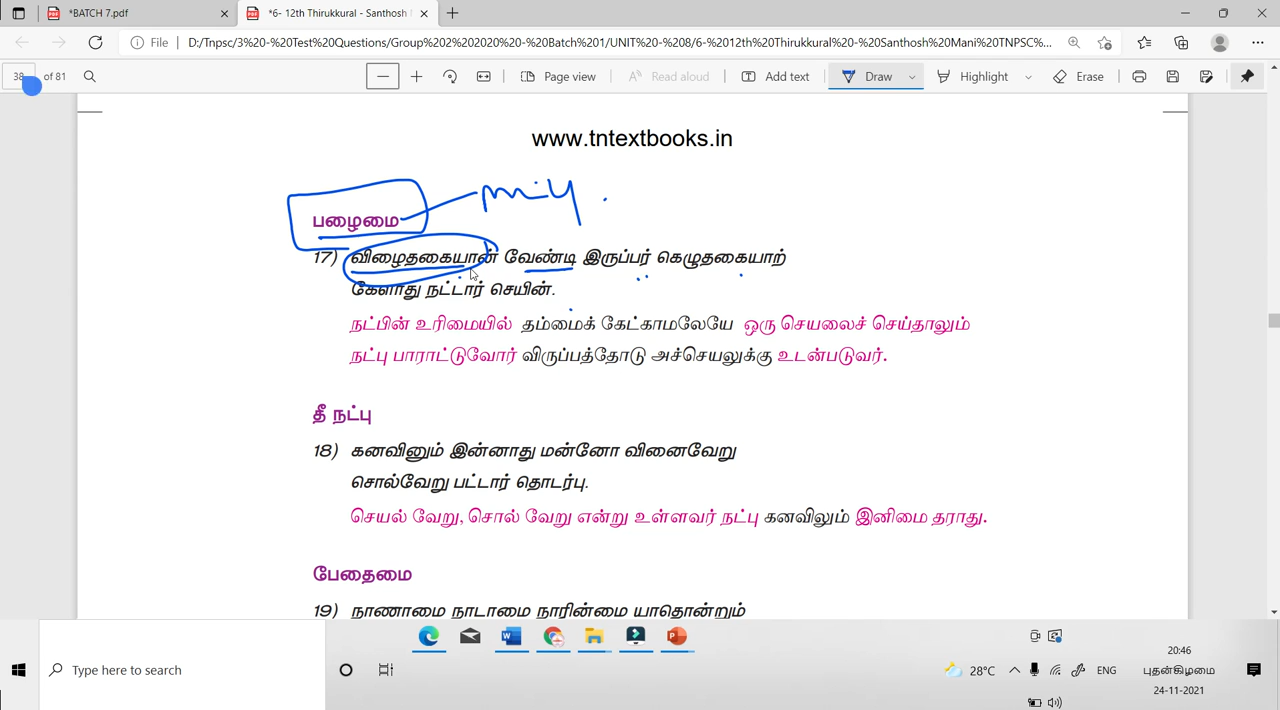 *BATCH 7.pdf
*6- 12th Thirukkural - Santhosh
File D:/Tnpsc/3%20-%20Test%20Questions/Group%202%202020%20-%20Batch%201/UNIT%20-%208/6-%2012th%20Thirukkural%20-%20Santhosh%20Mani%20TNPSC%...
38 of 81 Page view Read aloud Add text Draw Highlight Erase
www.tntextbooks.in
பழைமை நட்பு
17) விழைதகையான் வேண்டி இருப்பர் கெழுதகையாற்
கேளாது நட்டார் செயின்.
நட்பின் உரிமையில் தம்மைக் கேட்காமலேயே ஒரு செயலைச் செய்தாலும்
நட்பு பாராட்டுவோர் விருப்பத்தோடு அச்செயலுக்கு உடன்படுவர்.
தீ நட்பு
18) கனவினும் இன்னாது மன்னோ வினைவேறு
சொல்வேறு பட்டார் தொடர்பு.
செயல் வேறு, சொல் வேறு என்று உள்ளவர் நட்பு கனவிலும் இனிமை தராது.
பேதைமை
19) நாணாமை நாடாமை நாரின்மை யாதொன்றும்
Type here to search
28°C ENG
20:46
புதன்கிழமை
24-11-2021